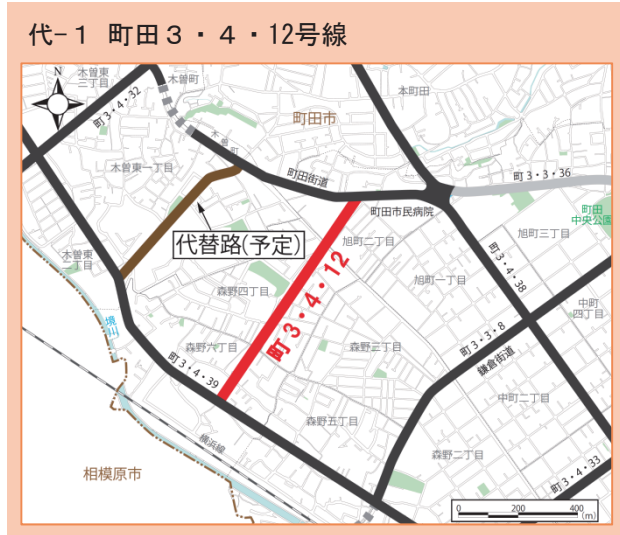 代-1 町田３・４・12号線
N
木曽東
三丁目
木曽町
町3・4・32
本町田
町田市
木曽町
木曽東一丁目
町田街道
町3・3・36
町田市民病院
町田
中央公園
代替路(予定)
旭町二丁目
旭町三丁目
木曽東
二丁目
町3・4・12
旭町一丁目
町3・4・38
森野四丁目
中町
四丁目
境川
町3・3・8
鎌倉街道
森野六丁目
森野三丁目
町3・4・39
中町二丁目
森野五丁目
横浜線
森野二丁目
町3・4・33
相模原市
0 200 400
(m)